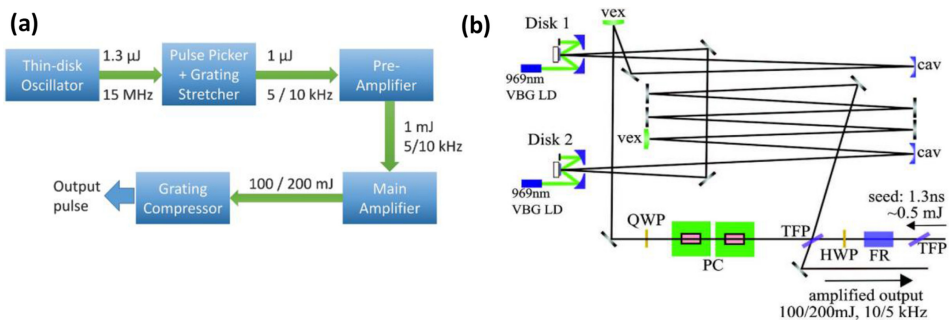 (a)
Thin-disk
Oscillator
1.3 µJ
15 MHz
Pulse Picker
+ Grating
Stretcher
1 µJ
5 / 10 kHz
Pre-
Amplifier
1 mJ
5/10 kHz
Main
Amplifier
100 / 200 mJ
Grating
Compressor
Output
pulse
(b)
vex
Disk 1
969nm
VBG LD
cav
vex
Disk 2
cav
969nm
VBG LD
seed: 1.3ns
~0.5 mJ
QWP
PC
TFP
HWP
FR
TFP
amplified output
100/200mJ, 10/5 kHz